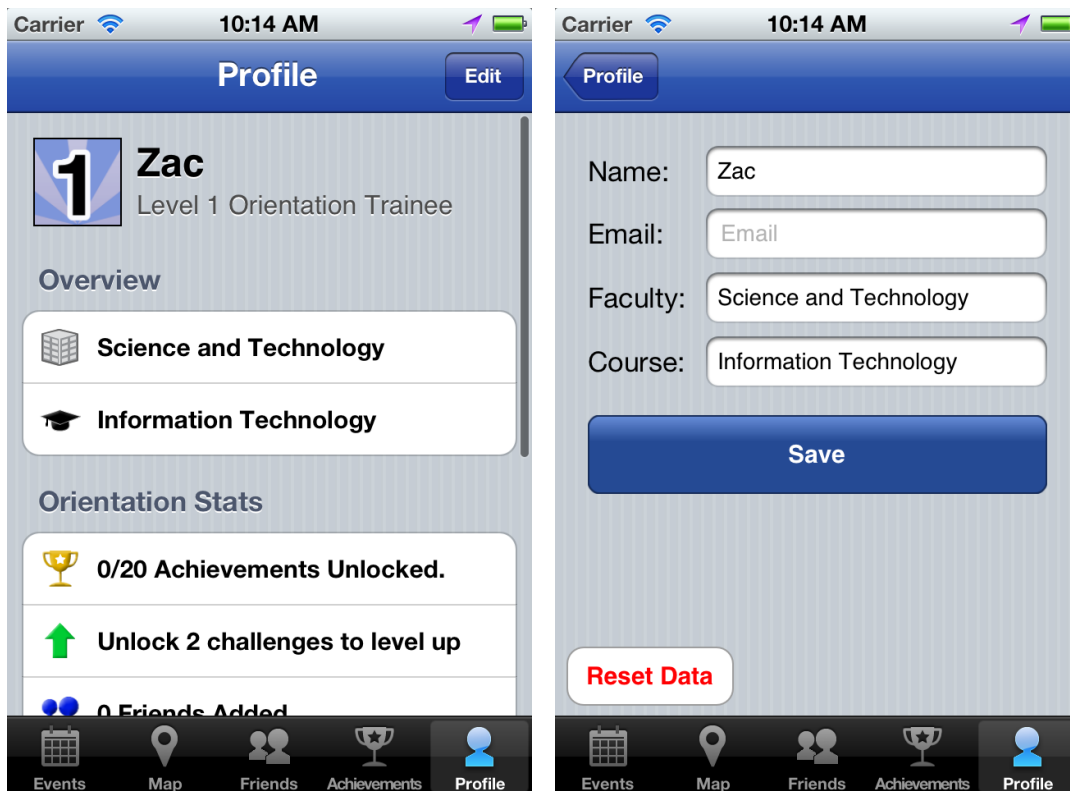 Carrier 10:14 AM
Profile Edit
1
Zac
Level 1 Orientation Trainee
Overview
Science and Technology
Information Technology
Orientation Stats
0/20 Achievements Unlocked.
Unlock 2 challenges to level up
0 Friends Added
Events Map Friends Achievements Profile
Carrier 10:14 AM
Profile
Name: Zac
Email: Email
Faculty: Science and Technology
Course: Information Technology
Save
Reset Data
Events Map Friends Achievements Profile